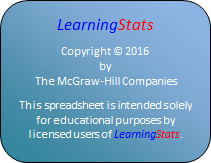 LearningStats
Copyright © 2016
by
The McGraw-Hill Companies
This spreadsheet is intended solely
for educational purposes by
licensed users of LearningStats.